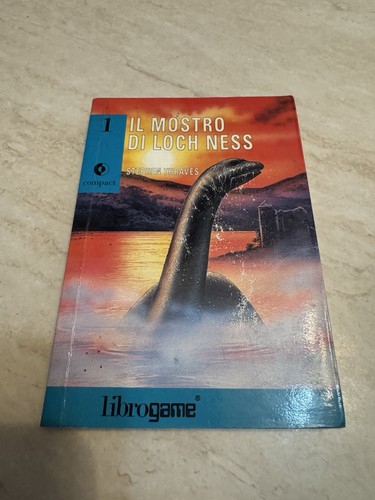 1
IL MOSTRO
DI LOCH NESS
compact
librogame®